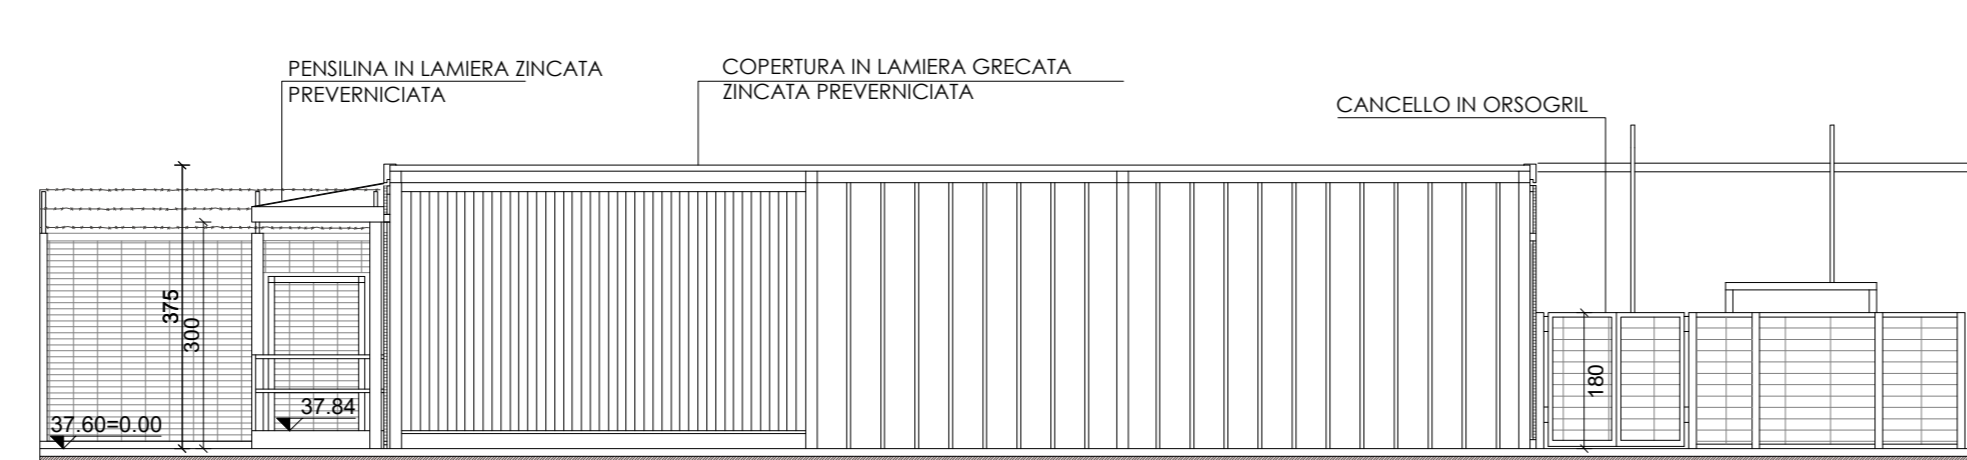 PENSILINA IN LAMIERA ZINCATA
PREVERNICIATA
COPERTURA IN LAMIERA GRECATA
ZINCATA PREVERNICIATA
CANCELLO IN ORSOGRIL
375
300
180
37.84
37.60=0.00